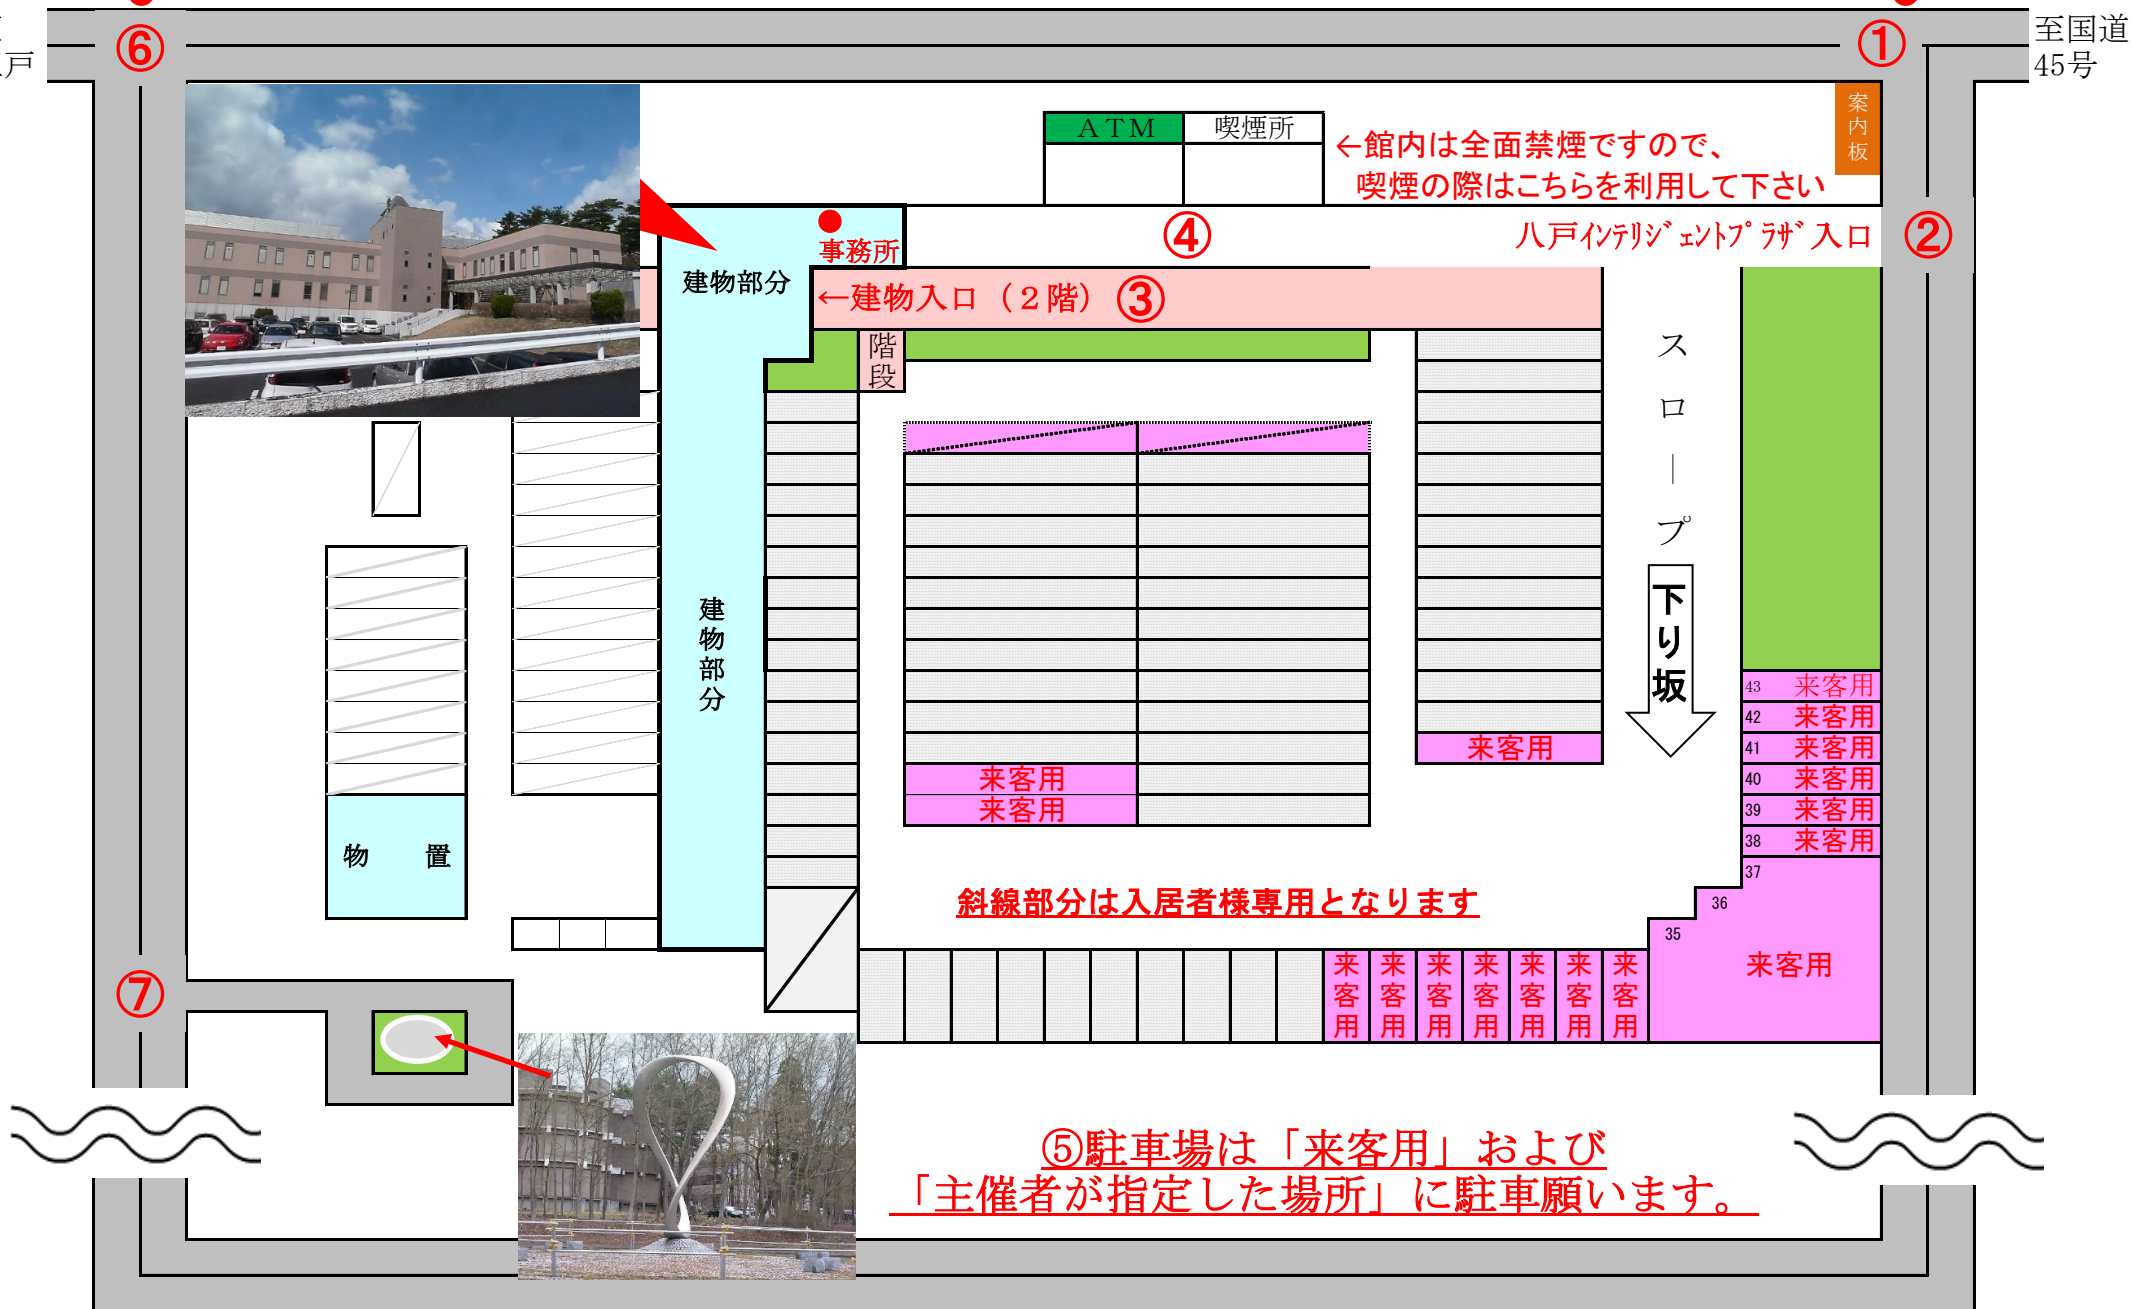 ⑥
①
戸
至国道
45号
案内板
ATM
喫煙所
←館内は全面禁煙ですので、
喫煙の際はこちらを利用して下さい
事務所
④
八戸ｲﾝﾃﾘｼﾞｪﾝﾄﾌﾟﾗｻﾞ入口
②
建物部分
←建物入口（２階）③
階段
スロープ
下り坂
建物部分
43 来客用
42 来客用
41 来客用
40 来客用
39 来客用
38 来客用
37
36
35
来客用
来客用
来客用
来客用
物 置
斜線部分は入居者様専用となります
来客用
来客用
来客用
来客用
来客用
来客用
来客用
⑦
⑤駐車場は「来客用」および
「主催者が指定した場所」に駐車願います。